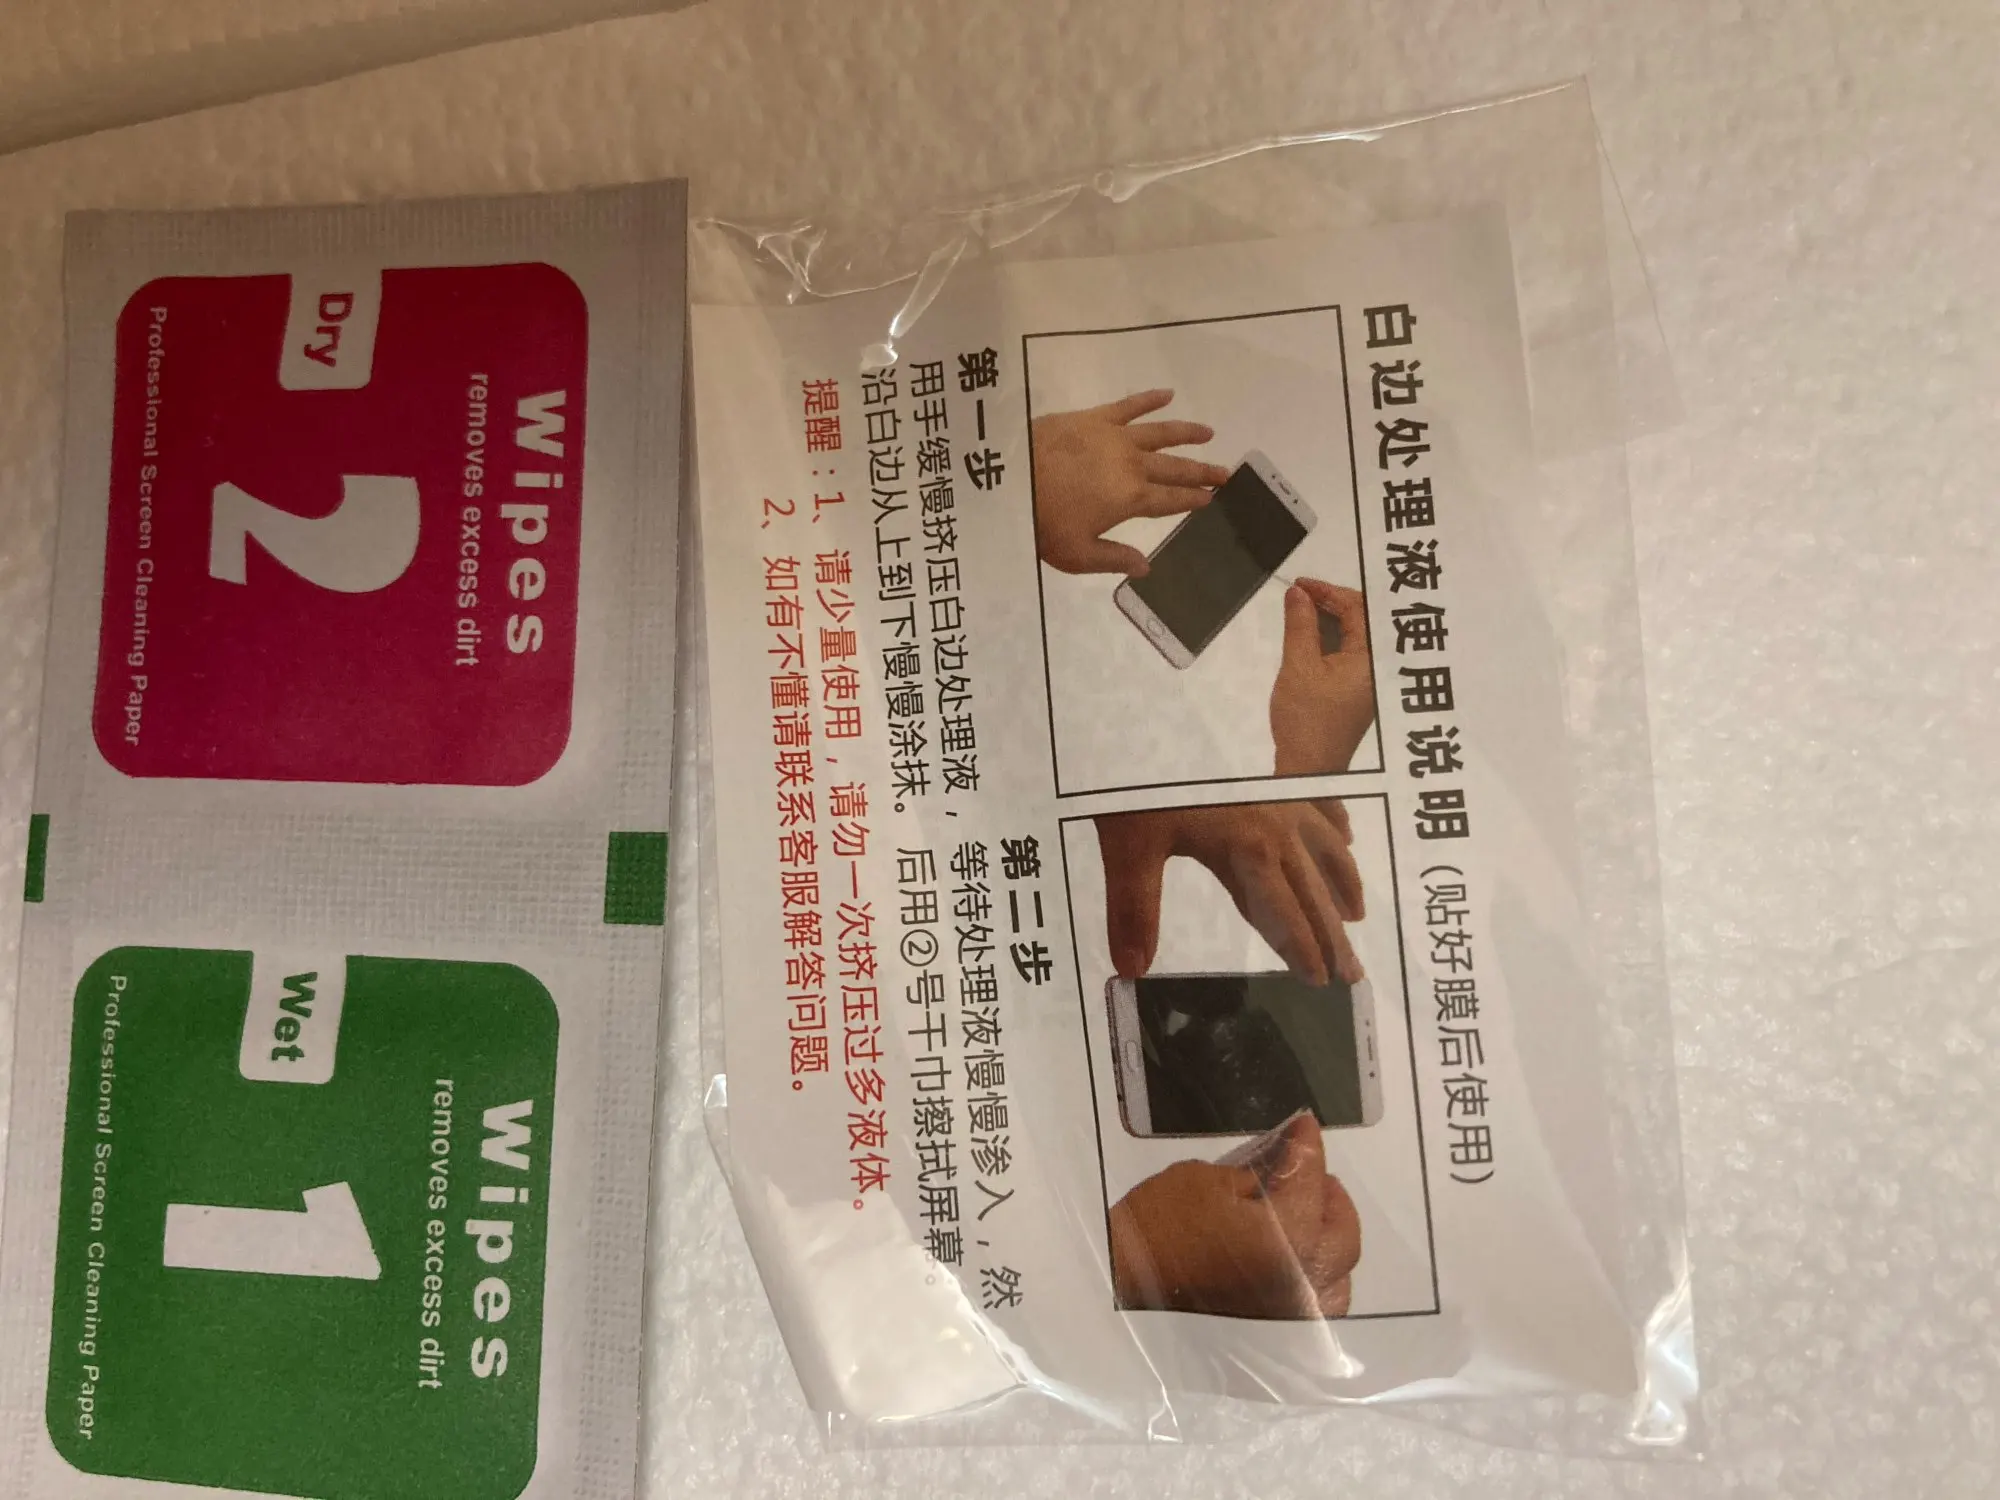 白边处理液使用说明(贴好膜后使用)
第一步
用手缓慢挤压白边处理液,
沿白边从上到下慢慢涂抹。
第二步
等待处理液慢慢渗入,然
后用②号干巾擦拭屏幕。
提醒:1、请少量使用,请勿一次挤压过多液体。
2、如有不懂请联系客服解答问题。
Wipes
removes excess dirt
Dry
2
Professional Screen Cleaning Paper
Wipes
removes excess dirt
Wet
1
Professional Screen Cleaning Paper